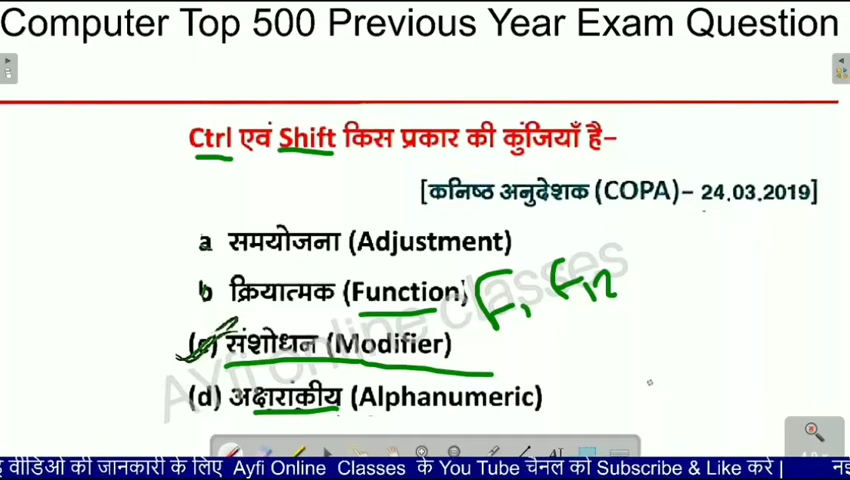 Computer Top 500 Previous Year Exam Question
Ctrl एवं Shift किस प्रकार की कुंजियाँ है–
[कनिष्ठ अनुदेशक (COPA)– 24.03.2019]
a समयोजना (Adjustment)
b क्रियात्मक (Function) F1 F12
(c) संशोधन (Modifier)
(d) अक्षरांकीय (Alphanumeric)
Ayfi online classes
वीडिओ की जानकारी के लिए Ayfi Online Classes के You Tube चेनल को Subscribe & Like करे |